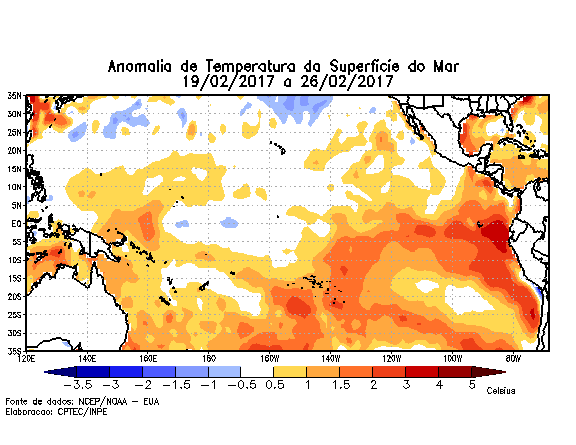 Anomalia de Temperatura da Superficie do Mar
19/02/2017 a 26/02/2017
35N
30N
25N
20N
15N
10N
5N
EQ
5S
10S
15S
20S
25S
30S
35S
120E 140E 160E 180 160W 140W 120W 100W 80W
−3.5 −3 −2 −1.5 −1 −0.5 0.5 1 1.5 2 3 4 5
Celsius
Fonte de dados: NCEP/NOAA − EUA
Elaboracao: CPTEC/INPE